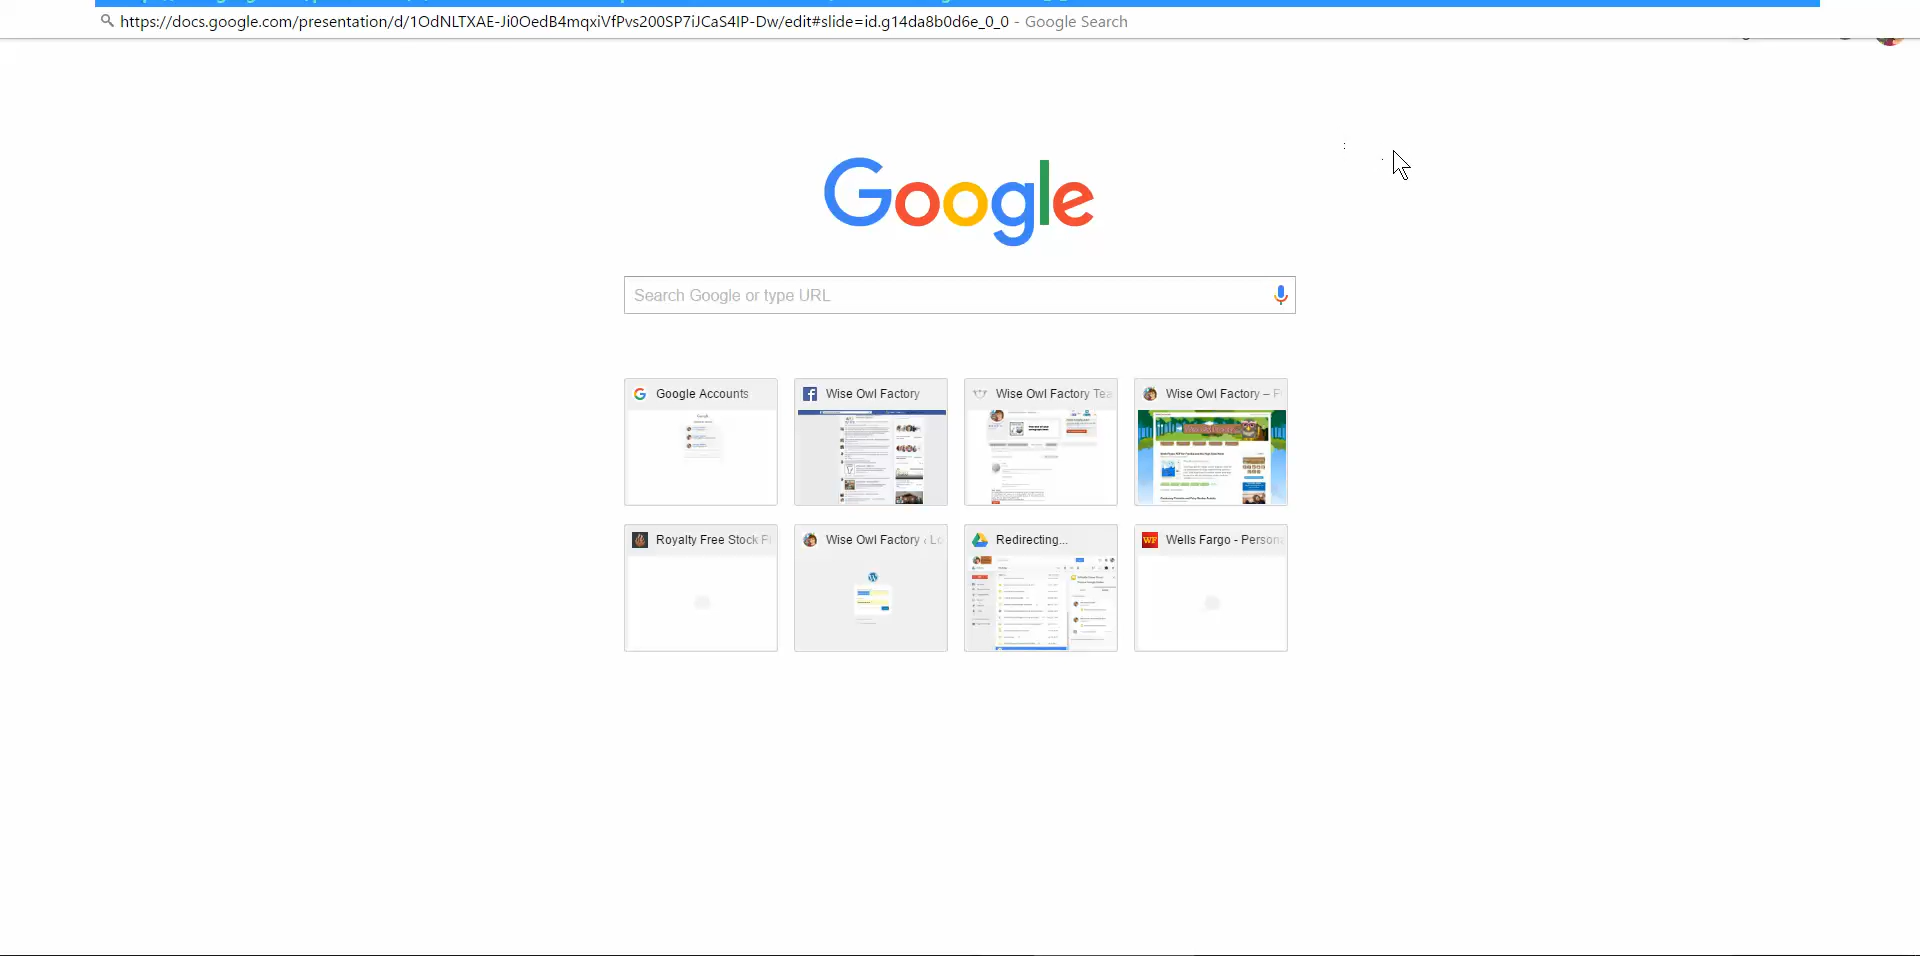 https://docs.google.com/presentation/d/1OdNLTXAE-Ji0OedB4mqxiVfPvs200SP7iJCaS4IP-Dw/edit#slide=id.g14da8b0d6e_0_0 - Google Search
Google
Search Google or type URL
Google Accounts
Wise Owl Factory
Wise Owl Factory Tea
Wise Owl Factory – F
Royalty Free Stock F
Wise Owl Factory ‹ Lo
Redirecting...
Wells Fargo - Person